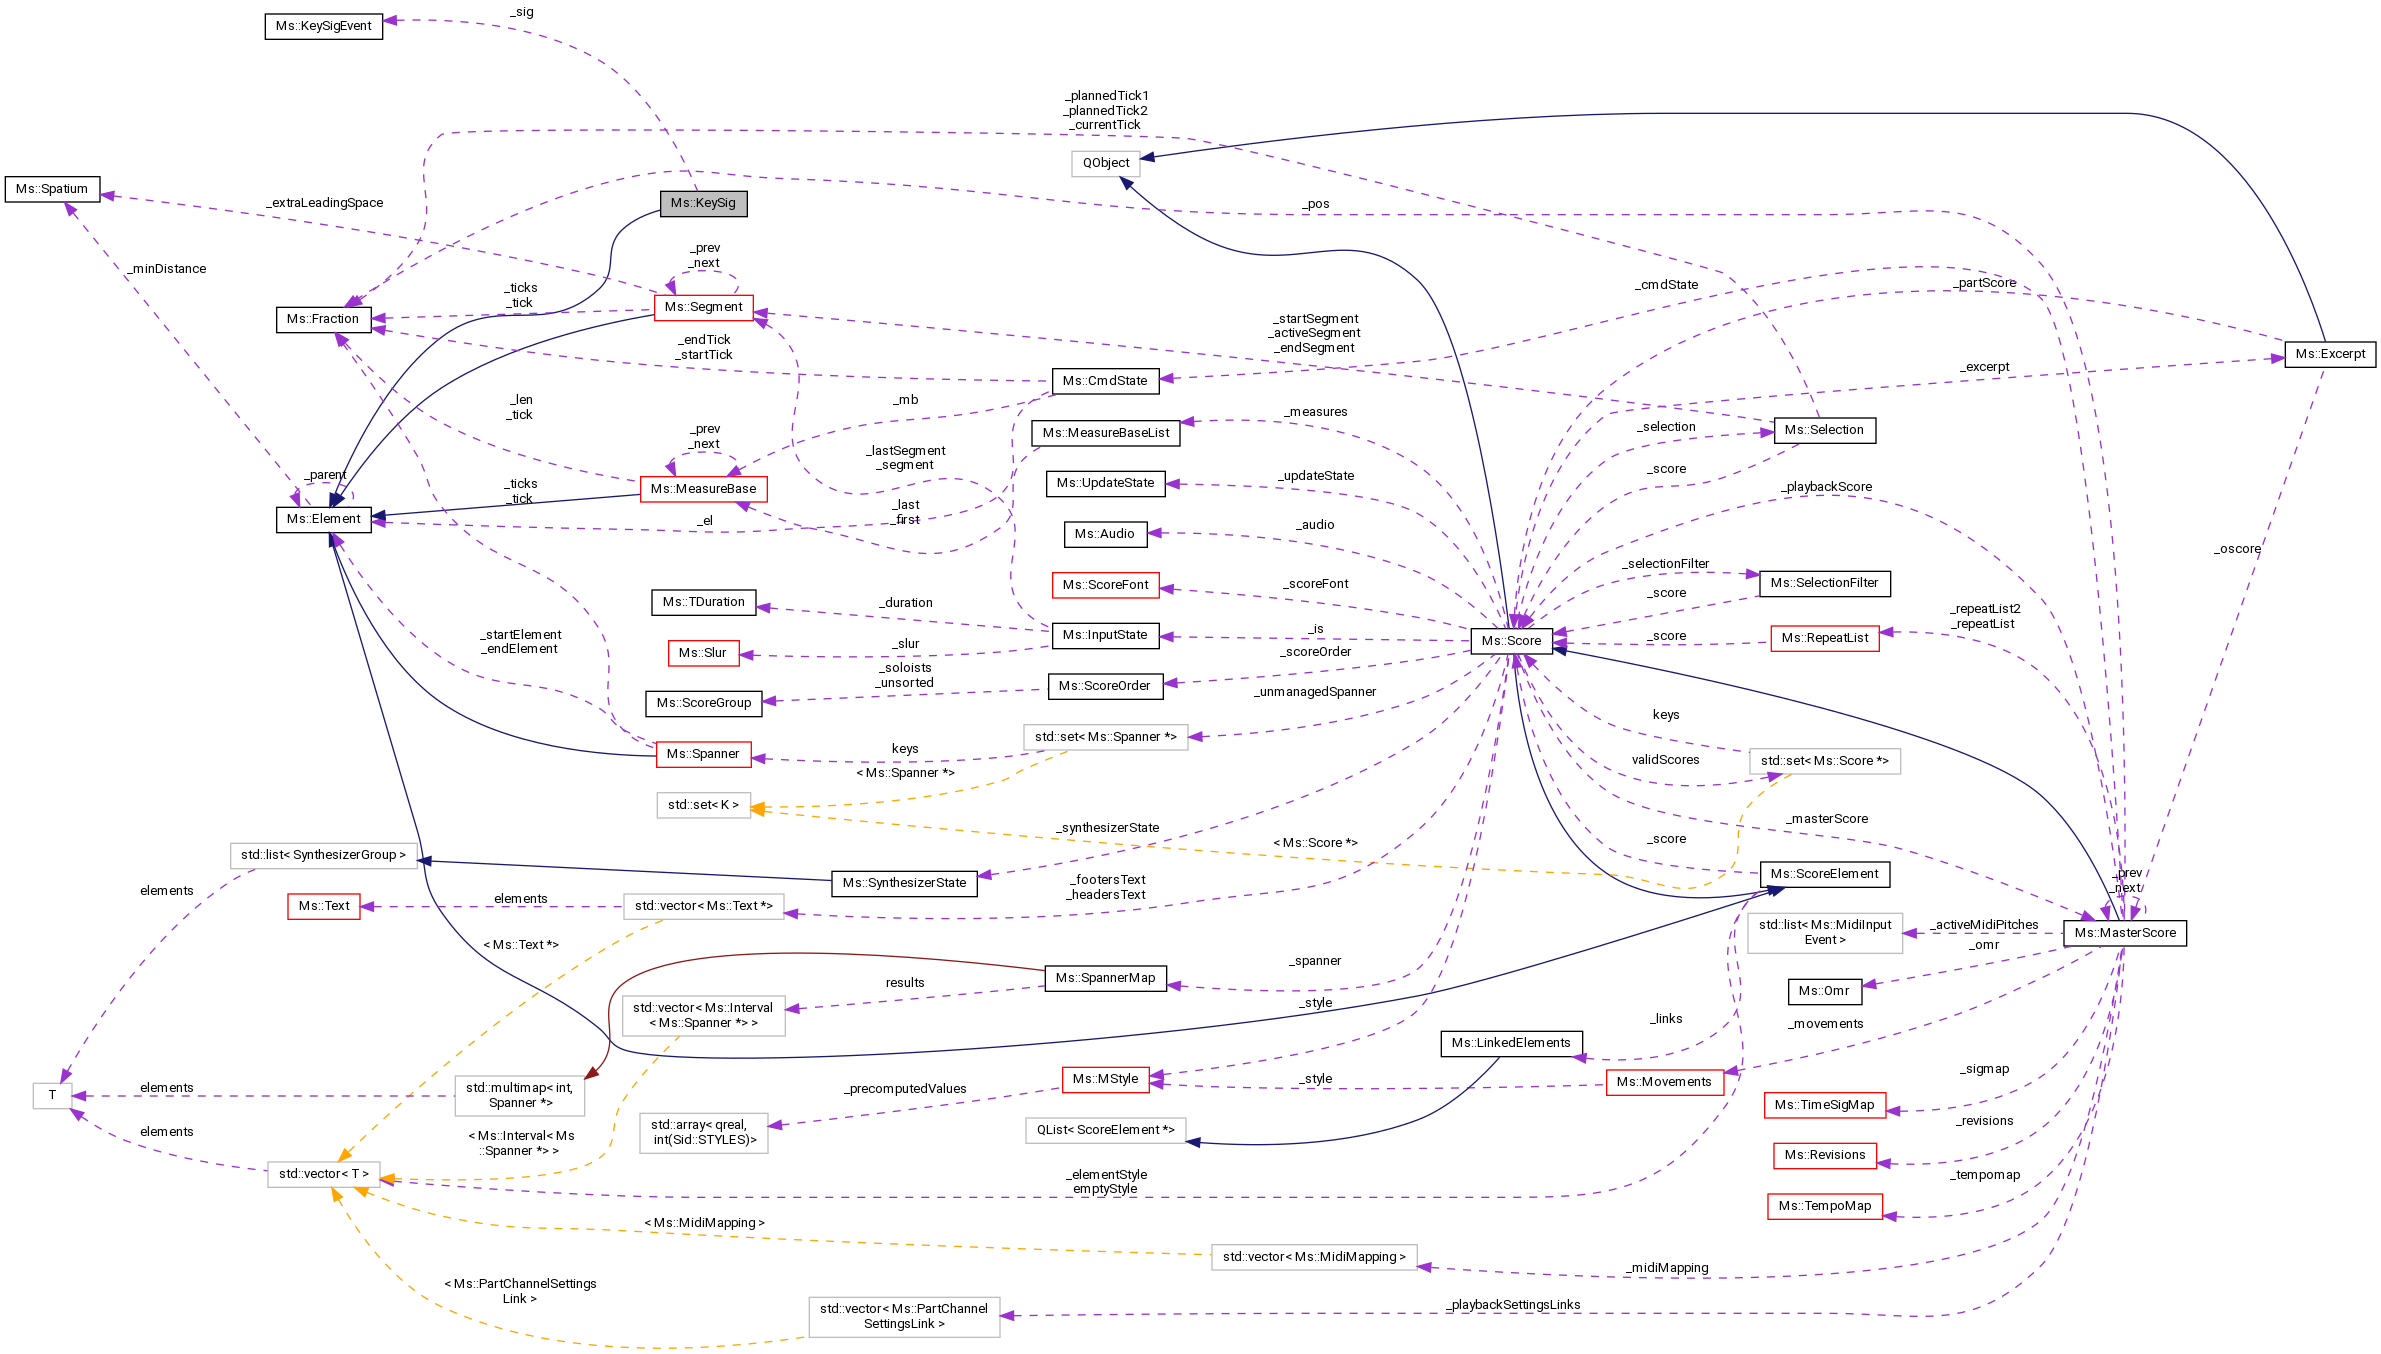 _sig
Ms::KeySigEvent
_plannedTick1
_plannedTick2
_currentTick
QObject
Ms::Spatium
_extraLeadingSpace
Ms::KeySig
_pos
_prev
_next
_minDistance
_ticks
_tick
Ms::Segment
Ms::Fraction
_cmdState
_partScore
_startSegment
_activeSegment
_endSegment
_endTick
_startTick
Ms::Excerpt
Ms::CmdState
_excerpt
_len
_tick
_mb
_measures
Ms::MeasureBaseList
_selection
Ms::Selection
_prev
_next
_lastSegment
_segment
_parent
_ticks
_tick
Ms::MeasureBase
Ms::UpdateState
_updateState
_score
_playbackScore
Ms::Element
_el
_last
_first
Ms::Audio
_audio
_oscore
_selectionFilter
Ms::SelectionFilter
Ms::ScoreFont
_scoreFont
_score
Ms::TDuration
_duration
_repeatList2
_repeatList
_startElement
_endElement
Ms::InputState
_is
Ms::Score
_score
Ms::RepeatList
Ms::Slur
_slur
_scoreOrder
_soloists
_unsorted
Ms::ScoreOrder
Ms::ScoreGroup
_unmanagedSpanner
keys
std::set< Ms::Spanner *>
Ms::Spanner
keys
validScores
std::set< Ms::Score *>
< Ms::Spanner *>
std::set< K >
_synthesizerState
_masterScore
< Ms::Score *>
_score
std::list< SynthesizerGroup >
elements
Ms::SynthesizerState
_footersText
_headersText
Ms::ScoreElement
_prev
_next
Ms::Text
elements
std::vector< Ms::Text *>
std::list< Ms::MidiInput
Event >
_activeMidiPitches
Ms::MasterScore
_omr
< Ms::Text *>
_spanner
Ms::SpannerMap
results
Ms::Omr
std::vector< Ms::Interval
< Ms::Spanner *> >
_style
_links
_movements
Ms::LinkedElements
_sigmap
T
elements
std::multimap< int,
Spanner *>
_precomputedValues
Ms::MStyle
_style
Ms::Movements
Ms::TimeSigMap
elements
< Ms::Interval< Ms
::Spanner *> >
std::array< qreal,
int(Sid::STYLES)>
QList< ScoreElement *>
_revisions
Ms::Revisions
std::vector< T >
_elementStyle
emptyStyle
_tempomap
Ms::TempoMap
< Ms::MidiMapping >
std::vector< Ms::MidiMapping >
_midiMapping
< Ms::PartChannelSettings
Link >
std::vector< Ms::PartChannel
SettingsLink >
_playbackSettingsLinks